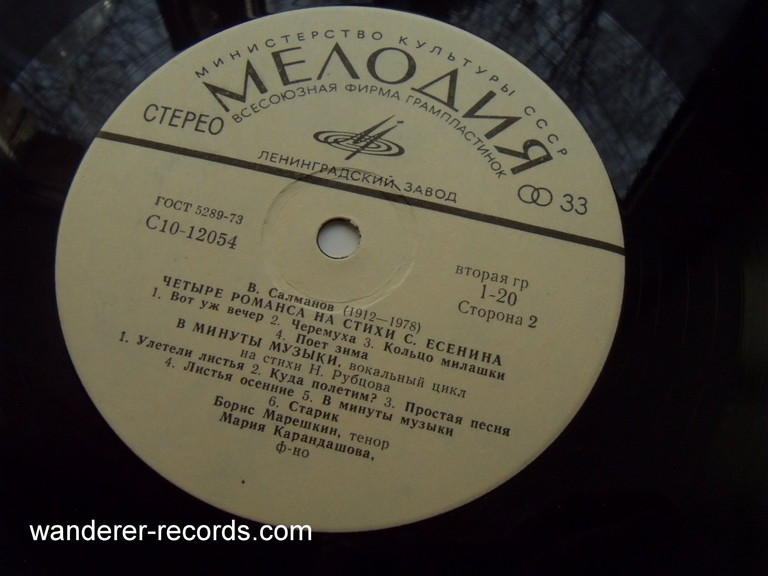 МИНИСТЕРСТВО КУЛЬТУРЫ СССР
МЕЛОДИЯ
ВСЕСОЮЗНАЯ ФИРМА ГРАМПЛАСТИНОК
СТЕРЕО
ЛЕНИНГРАДСКИЙ ЗАВОД
33
ГОСТ 5289-73
С10-12054
вторая гр
1-20
Сторона 2
В. Салманов (1912—1978)
ЧЕТЫРЕ РОМАНСА НА СТИХИ С. ЕСЕНИНА
1. Вот уж вечер 2. Черемуха 3. Кольцо милашки
4. Поет зима
В МИНУТЫ МУЗЫКИ, вокальный цикл
на стихи Н. Рубцова
1. Улетели листья 2. Куда полетим? 3. Простая песня
4. Листья осенние 5. В минуты музыки
6. Старик
Борис Марешкин, тенор
Мария Карандашова,
ф-но
wanderer-records.com